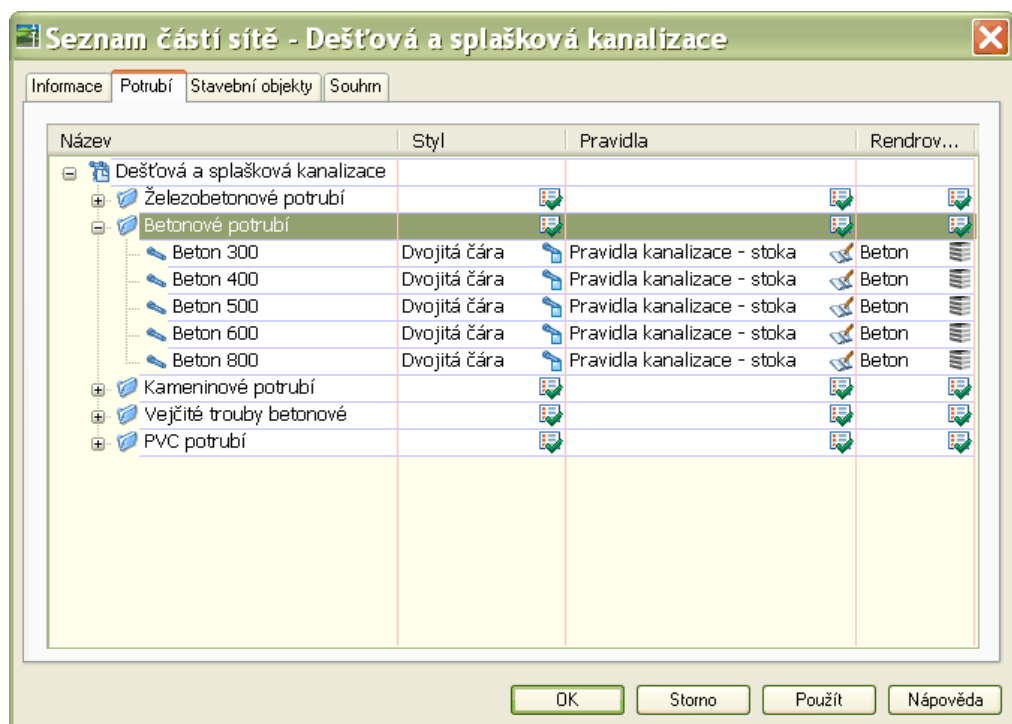 Seznam částí sítě - Dešťová a splašková kanalizace
Informace Potrubí Stavební objekty Souhrn
Název Styl Pravidla Rendrov...
Dešťová a splašková kanalizace
Železobetonové potrubí
Betonové potrubí
Beton 300 Dvojitá čára Pravidla kanalizace - stoka Beton
Beton 400 Dvojitá čára Pravidla kanalizace - stoka Beton
Beton 500 Dvojitá čára Pravidla kanalizace - stoka Beton
Beton 600 Dvojitá čára Pravidla kanalizace - stoka Beton
Beton 800 Dvojitá čára Pravidla kanalizace - stoka Beton
Kameninové potrubí
Vejčité trouby betonové
PVC potrubí
OK Storno Použít Nápověda